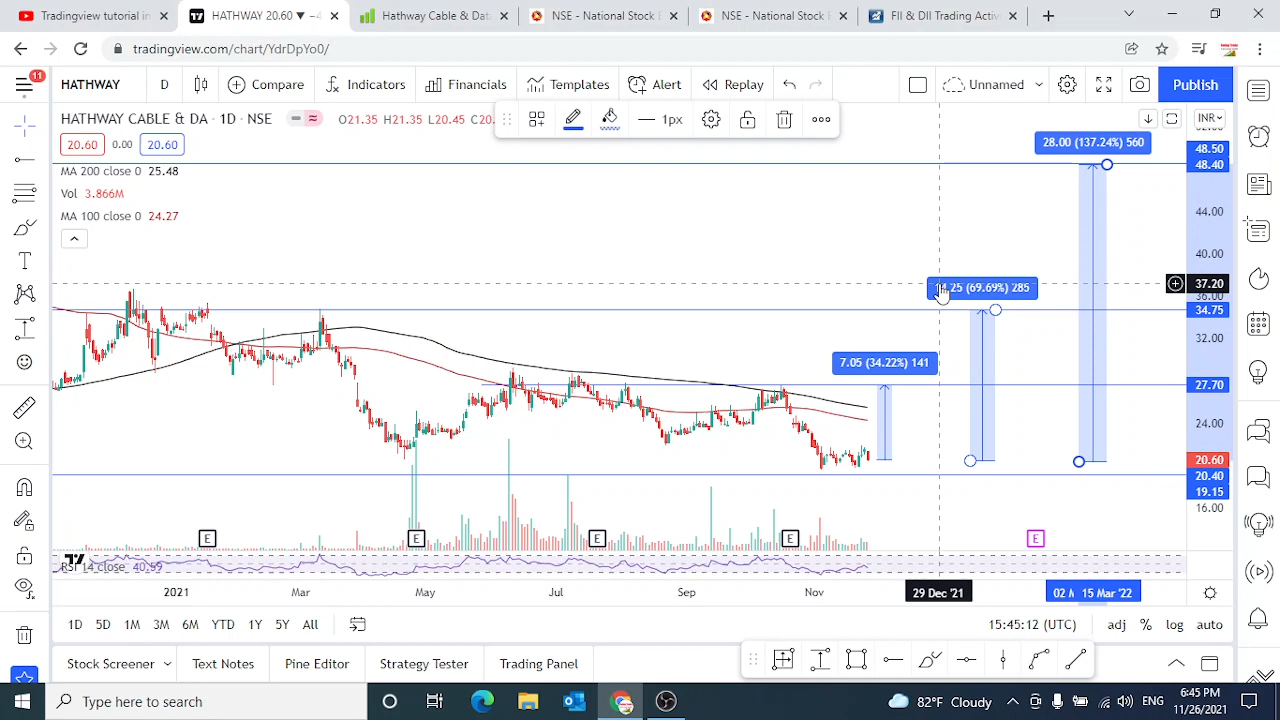 Tradingview tutorial in
HATHWAY 20.60 ▼ −4
Hathway Cable & Da
NSE - National Stock
NSE - National Stock
FII & DII Trading Activ
tradingview.com/chart/YdrDpYo0/
11
HATHWAY
D
Compare
Indicators
Financials
Templates
Alert
Replay
Unnamed
Publish
HATHWAY CABLE & DA · 1D · NSE
O21.35 H21.35 L20.45
1px
INR
20.60
0.00
20.60
28.00 (137.24%) 560
48.50
48.40
MA 200 close 0 25.48
Vol 3.866M
MA 100 close 0 24.27
44.00
40.00
37.20
36.00
(69.69%) 285
34.75
32.00
7.05 (34.22%) 141
27.70
24.00
20.60
20.40
19.15
16.00
E
E
E
E
E
RSI 14 close 40.59
2021
Mar
May
Jul
Sep
Nov
29 Dec '21
02
15 Mar '22
1D
5D
1M
3M
6M
YTD
1Y
5Y
All
15:45:12 (UTC)
adj
%
log
auto
Stock Screener
Text Notes
Pine Editor
Strategy Tester
Trading Panel
Type here to search
82°F Cloudy
ENG
6:45 PM
11/26/2021